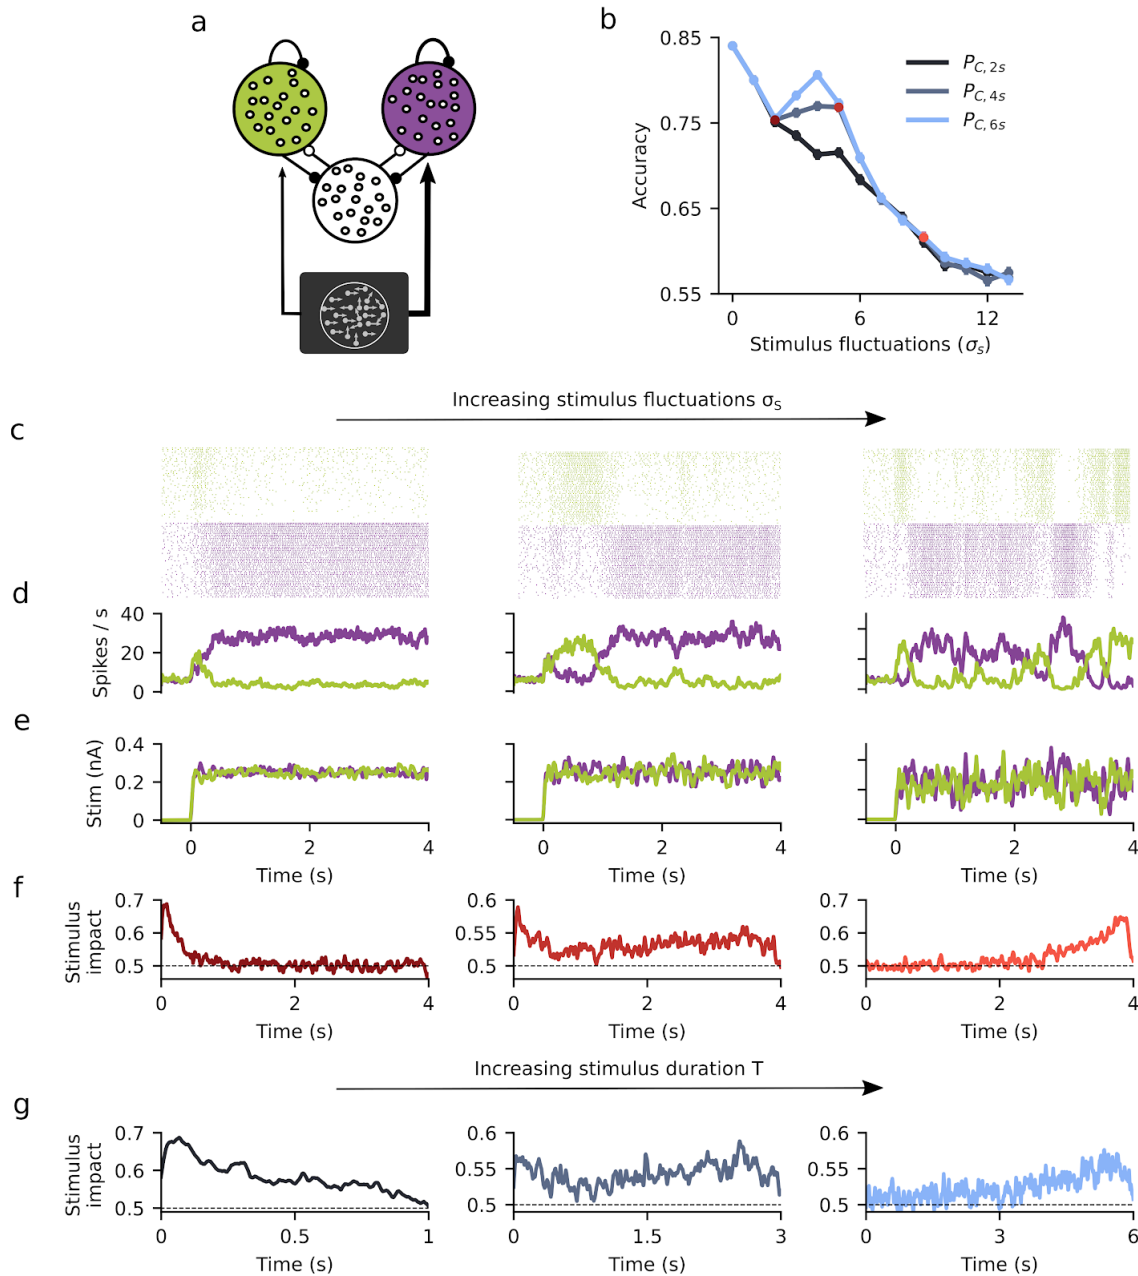 a
b
0.85
0.75
0.65
0.55
Accuracy
P_C,2s
P_C,4s
P_C,6s
0 6 12
Stimulus fluctuations (σ_s)
Increasing stimulus fluctuations σ_S
c
d
40
20
0
Spikes / s
e
0.4
0.2
0
Stim (nA)
0 2 4 0 2 4 0 2 4
Time (s) Time (s) Time (s)
f
Stimulus
impact
0.7 0.6 0.7
0.6 0.55 0.6
0.5 0.5 0.5
0 2 4 0 2 4 0 2 4
Time (s) Time (s) Time (s)
Increasing stimulus duration T
g
Stimulus
impact
0.7 0.6 0.6
0.6 0.55 0.55
0.5 0.5 0.5
0 0.5 1 0 1.5 3 0 3 6
Time (s) Time (s) Time (s)